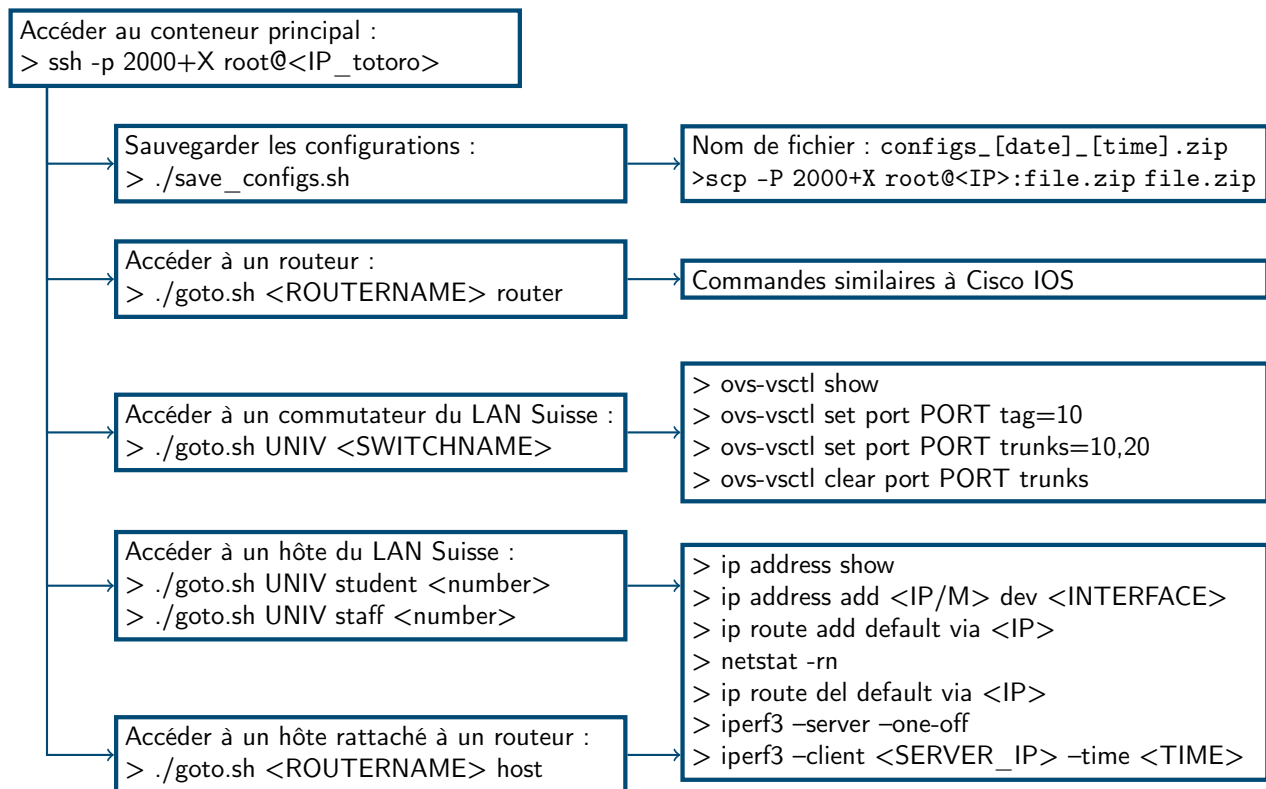 Accéder au conteneur principal :
> ssh -p 2000+X root@<IP_totoro>
Sauvegarder les configurations :
> ./save_configs.sh
Nom de fichier : configs_[date]_[time].zip
>scp -P 2000+X root@<IP>:file.zip file.zip
Accéder à un routeur :
> ./goto.sh <ROUTERNAME> router
Commandes similaires à Cisco IOS
Accéder à un commutateur du LAN Suisse :
> ./goto.sh UNIV <SWITCHNAME>
> ovs-vsctl show
> ovs-vsctl set port PORT tag=10
> ovs-vsctl set port PORT trunks=10,20
> ovs-vsctl clear port PORT trunks
Accéder à un hôte du LAN Suisse :
> ./goto.sh UNIV student <number>
> ./goto.sh UNIV staff <number>
Accéder à un hôte rattaché à un routeur :
> ./goto.sh <ROUTERNAME> host
> ip address show
> ip address add <IP/M> dev <INTERFACE>
> ip route add default via <IP>
> netstat -rn
> ip route del default via <IP>
> iperf3 –server –one-off
> iperf3 –client <SERVER_IP> –time <TIME>